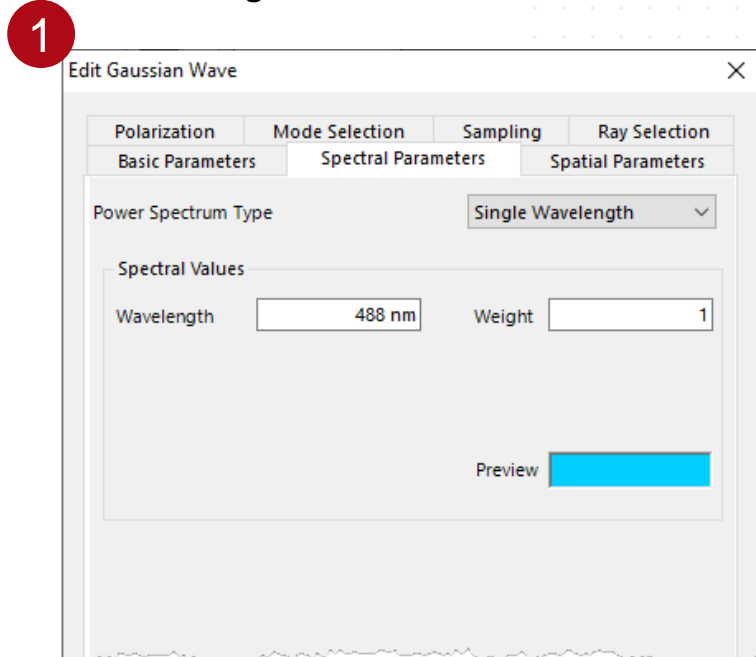 1
Edit Gaussian Wave
Polarization Mode Selection Sampling Ray Selection
Basic Parameters Spectral Parameters Spatial Parameters
Power Spectrum Type Single Wavelength
Spectral Values
Wavelength 488 nm Weight 1
Preview